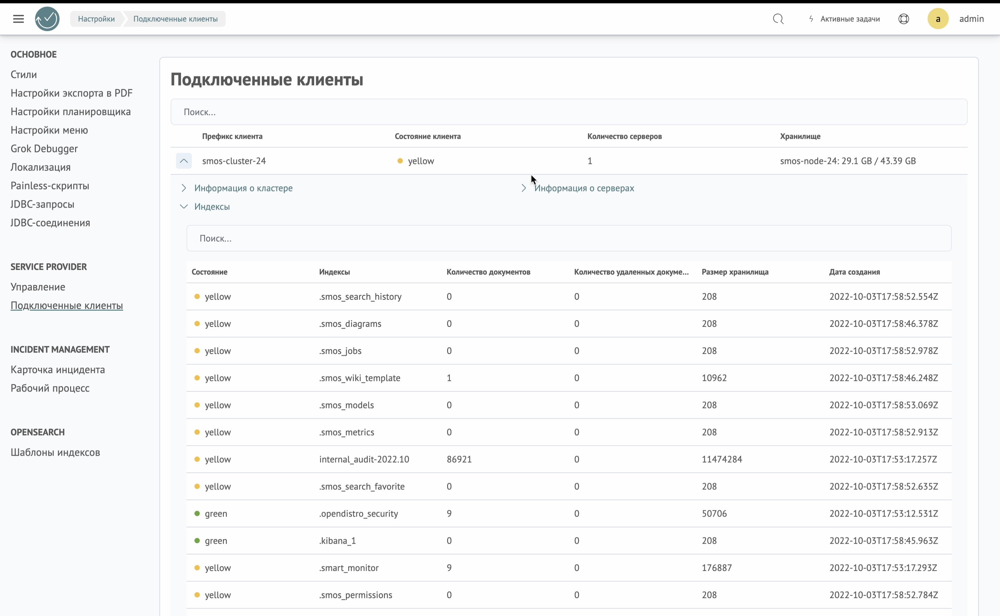 Настройки Подключенные клиенты Активные задачи a admin
ОСНОВНОЕ
Стили
Настройки экспорта в PDF
Настройки планировщика
Настройки меню
Grok Debugger
Локализация
Painless-скрипты
JDBC-запросы
JDBC-соединения
SERVICE PROVIDER
Управление
Подключенные клиенты
INCIDENT MANAGEMENT
Карточка инцидента
Рабочий процесс
OPENSEARCH
Шаблоны индексов
Подключенные клиенты
Поиск...
Префикс клиента Состояние клиента Количество серверов Хранилище
smos-cluster-24 yellow 1 smos-node-24: 29.1 GB / 43.39 GB
Информация о кластере Информация о серверах
Индексы
Поиск...
Состояние Индексы Количество документов Количество удаленных докуме... Размер хранилища Дата создания
yellow .smos_search_history 0 0 208 2022-10-03T17:58:52.554Z
yellow .smos_diagrams 0 0 208 2022-10-03T17:58:46.378Z
yellow .smos_jobs 0 0 208 2022-10-03T17:58:52.978Z
yellow .smos_wiki_template 1 0 10962 2022-10-03T17:58:46.248Z
yellow .smos_models 0 0 208 2022-10-03T17:58:53.069Z
yellow .smos_metrics 0 0 208 2022-10-03T17:58:52.913Z
yellow internal_audit-2022.10 86921 0 11474284 2022-10-03T17:53:17.257Z
yellow .smos_search_favorite 0 0 208 2022-10-03T17:58:52.635Z
green .opendistro_security 9 0 50706 2022-10-03T17:53:12.531Z
green .kibana_1 0 0 208 2022-10-03T17:58:45.963Z
yellow .smart_monitor 9 0 176887 2022-10-03T17:53:17.293Z
yellow .smos_permissions 0 0 208 2022-10-03T17:58:52.784Z